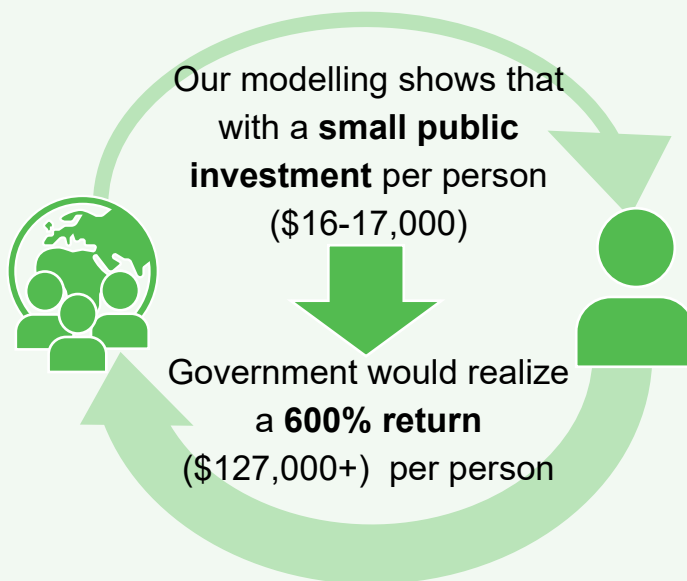 Our modelling shows that
with a small public
investment per person
($16-17,000)
Government would realize
a 600% return
($127,000+) per person